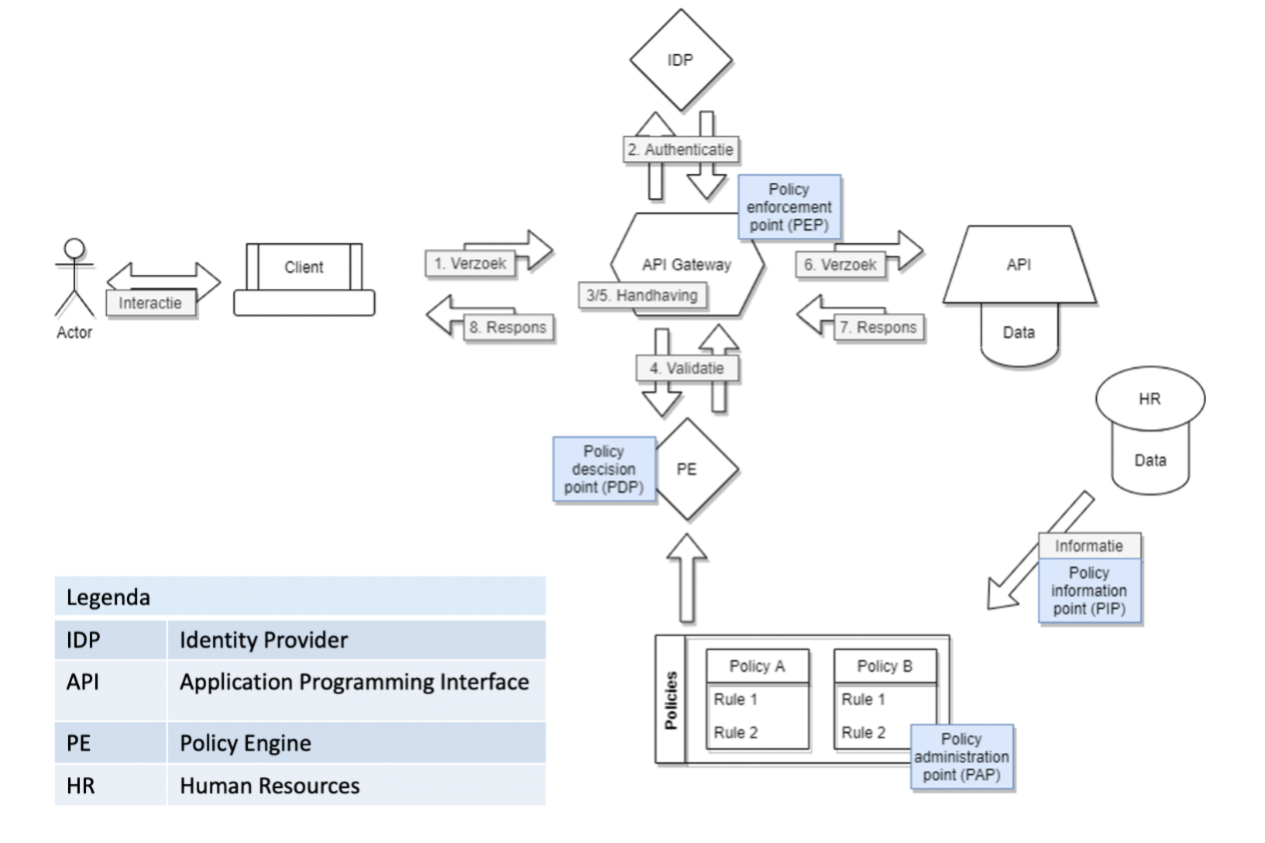 IDP
2. Authenticatie
Policy
enforcement
point (PEP)
Client
1. Verzoek
API Gateway
6. Verzoek
API
Interactie
3/5. Handhaving
Actor
8. Respons
7. Respons
Data
4. Validatie
HR
Policy
descision
point (PDP)
PE
Data
Informatie
Policy
information
point (PIP)
Legenda
IDP Identity Provider
API Application Programming Interface
PE Policy Engine
HR Human Resources
Policies
Policy A
Rule 1
Rule 2
Policy B
Rule 1
Rule 2
Policy
administration
point (PAP)